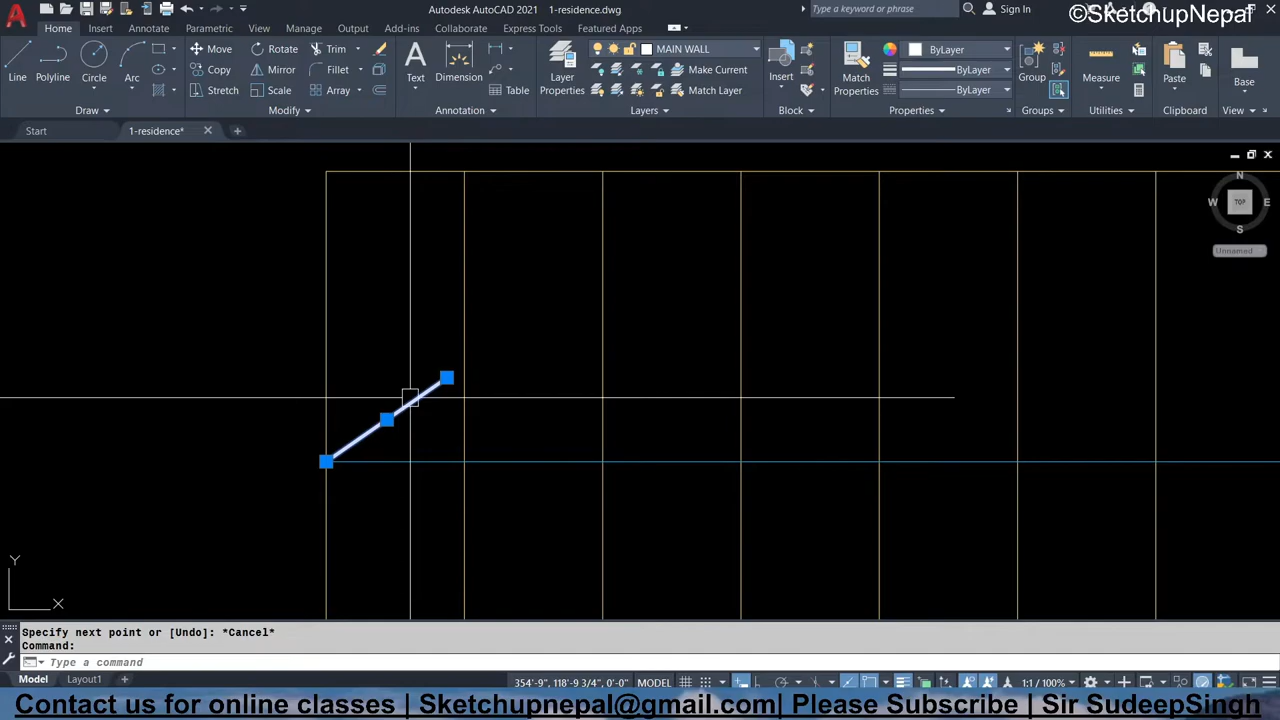 Autodesk AutoCAD 2021 1-residence.dwg
Type a keyword or phrase
Sign In
©SketchupNepal
Home Insert Annotate Parametric View Manage Output Add-ins Collaborate Express Tools Featured Apps
Line Polyline Circle Arc
Move Rotate Trim
Copy Mirror Fillet
Stretch Scale Array
Text Dimension Table
Layer Properties
MAIN WALL
Make Current
Match Layer
Insert
Match Properties
ByLayer
ByLayer
ByLayer
Group Measure Paste Base
Draw Modify Annotation Layers Block Properties Groups Utilities Clipboard View
Start 1-residence*
N
W TOP E
S
Unnamed
Y
X
Specify next point or [Undo]: *Cancel*
Command:
Type a command
Model Layout1
354'-9", 118'-9 3/4", 0'-0" MODEL 1:1 / 100%
Contact us for online classes | Sketchupnepal@gmail.com| Please Subscribe | Sir SudeepSingh